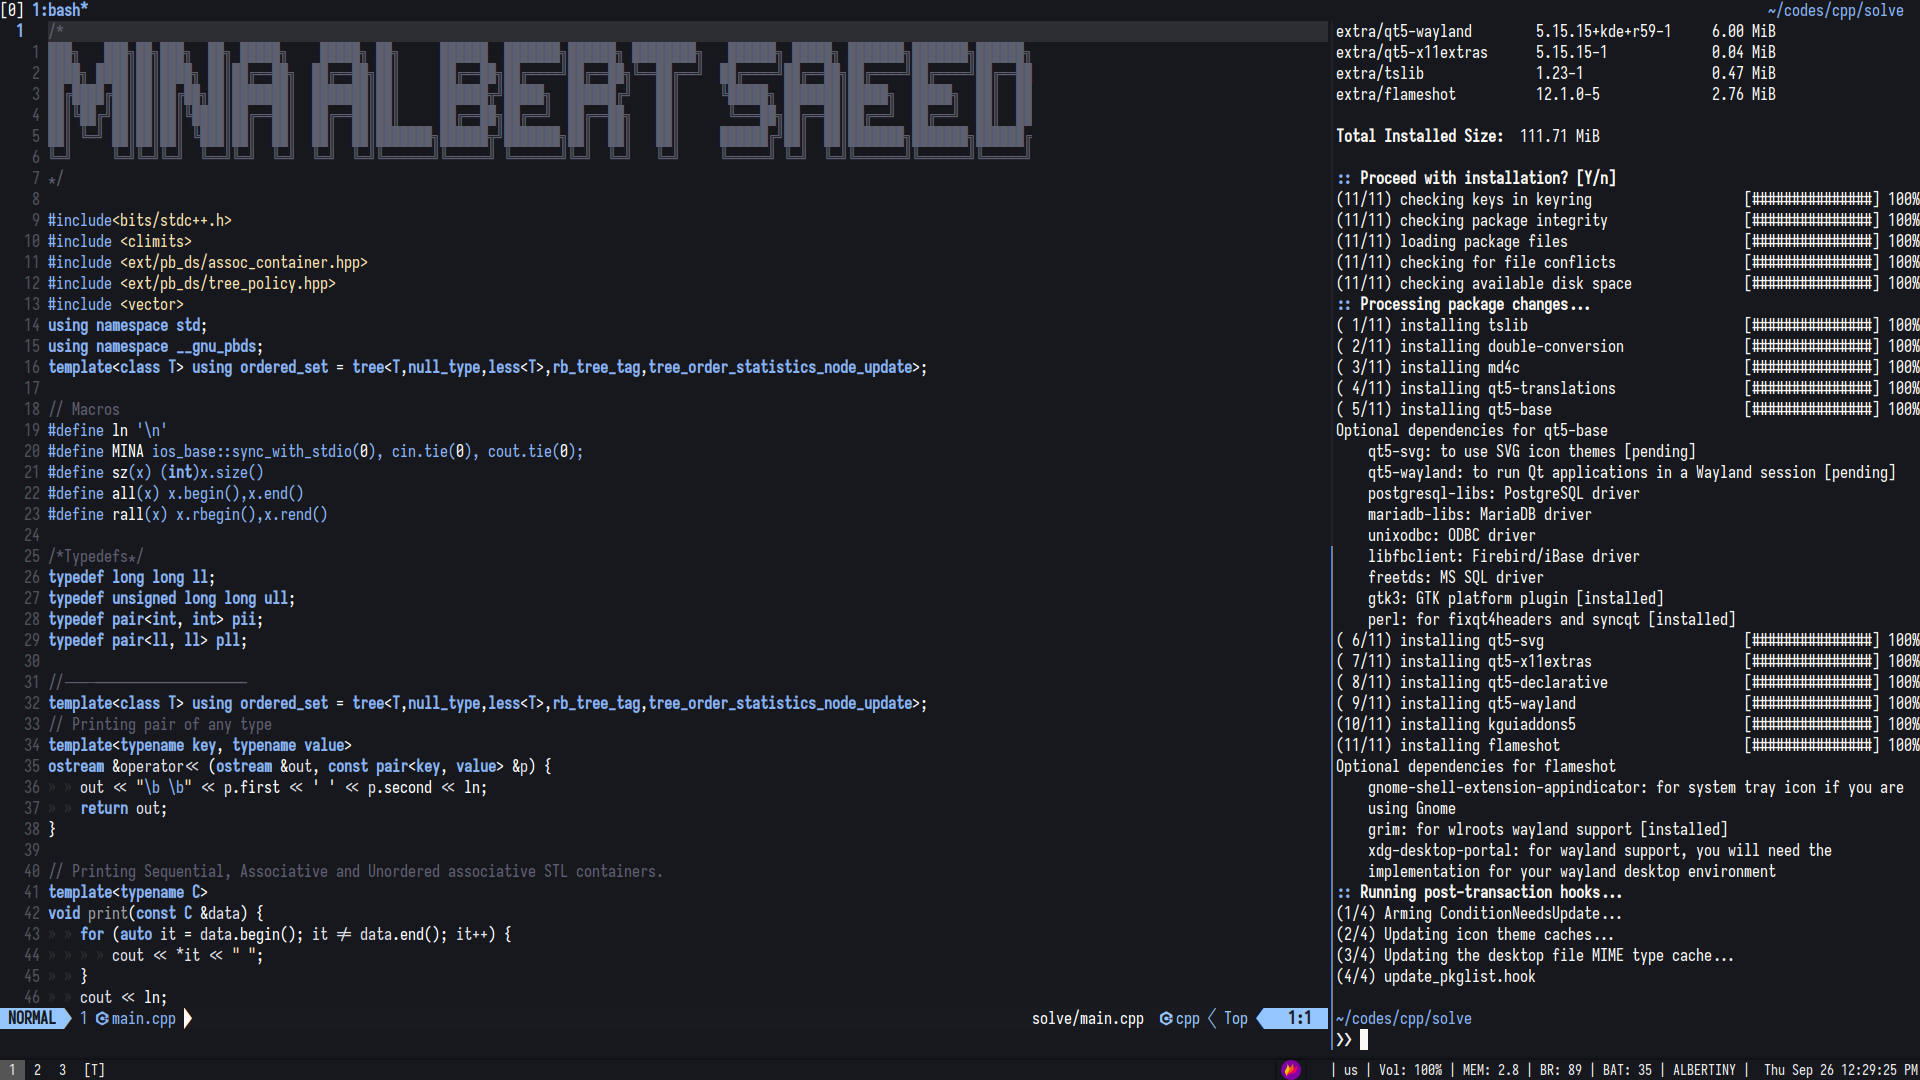 [0] 1:bash*
~/codes/cpp/solve
1 /*
1
2
3
4
5
6
MINA ALBERT SAEED
7 */
8
9 #include<bits/stdc++.h>
10 #include <climits>
11 #include <ext/pb_ds/assoc_container.hpp>
12 #include <ext/pb_ds/tree_policy.hpp>
13 #include <vector>
14 using namespace std;
15 using namespace __gnu_pbds;
16 template<class T> using ordered_set = tree<T,null_type,less<T>,rb_tree_tag,tree_order_statistics_node_update>;
17
18 // Macros
19 #define ln '\n'
20 #define MINA ios_base::sync_with_stdio(0), cin.tie(0), cout.tie(0);
21 #define sz(x) (int)x.size()
22 #define all(x) x.begin(),x.end()
23 #define rall(x) x.rbegin(),x.rend()
24
25 /*Typedefs*/
26 typedef long long ll;
27 typedef unsigned long long ull;
28 typedef pair<int, int> pii;
29 typedef pair<ll, ll> pll;
30
31 //-----------------------
32 template<class T> using ordered_set = tree<T,null_type,less<T>,rb_tree_tag,tree_order_statistics_node_update>;
33 // Printing pair of any type
34 template<typename key, typename value>
35 ostream &operator<< (ostream &out, const pair<key, value> &p) {
36 » » out << "\b \b" << p.first << ' ' << p.second << ln;
37 » » return out;
38 }
39
40 // Printing Sequential, Associative and Unordered associative STL containers.
41 template<typename C>
42 void print(const C &data) {
43 » » for (auto it = data.begin(); it != data.end(); it++) {
44 » » » » cout << *it << " ";
45 » » }
46 » » cout << ln;
NORMAL 1 main.cpp
solve/main.cpp cpp Top 1:1
extra/qt5-wayland 5.15.15+kde+r59-1 6.00 MiB
extra/qt5-x11extras 5.15.15-1 0.04 MiB
extra/tslib 1.23-1 0.47 MiB
extra/flameshot 12.1.0-5 2.76 MiB
Total Installed Size: 111.71 MiB
:: Proceed with installation? [Y/n]
(11/11) checking keys in keyring [###############] 100%
(11/11) checking package integrity [###############] 100%
(11/11) loading package files [###############] 100%
(11/11) checking for file conflicts [###############] 100%
(11/11) checking available disk space [###############] 100%
:: Processing package changes...
( 1/11) installing tslib [###############] 100%
( 2/11) installing double-conversion [###############] 100%
( 3/11) installing md4c [###############] 100%
( 4/11) installing qt5-translations [###############] 100%
( 5/11) installing qt5-base [###############] 100%
Optional dependencies for qt5-base
qt5-svg: to use SVG icon themes [pending]
qt5-wayland: to run Qt applications in a Wayland session [pending]
postgresql-libs: PostgreSQL driver
mariadb-libs: MariaDB driver
unixodbc: ODBC driver
libfbclient: Firebird/iBase driver
freetds: MS SQL driver
gtk3: GTK platform plugin [installed]
perl: for fixqt4headers and syncqt [installed]
( 6/11) installing qt5-svg [###############] 100%
( 7/11) installing qt5-x11extras [###############] 100%
( 8/11) installing qt5-declarative [###############] 100%
( 9/11) installing qt5-wayland [###############] 100%
(10/11) installing kguiaddons5 [###############] 100%
(11/11) installing flameshot [###############] 100%
Optional dependencies for flameshot
gnome-shell-extension-appindicator: for system tray icon if you are
using Gnome
grim: for wlroots wayland support [installed]
xdg-desktop-portal: for wayland support, you will need the
implementation for your wayland desktop environment
:: Running post-transaction hooks...
(1/4) Arming ConditionNeedsUpdate...
(2/4) Updating icon theme caches...
(3/4) Updating the desktop file MIME type cache...
(4/4) update_pkglist.hook
~/codes/cpp/solve
❯❯
1 2 3 [T]
| us | Vol: 100% | MEM: 2.8 | BR: 89 | BAT: 35 | ALBERTINY | Thu Sep 26 12:29:25 PM